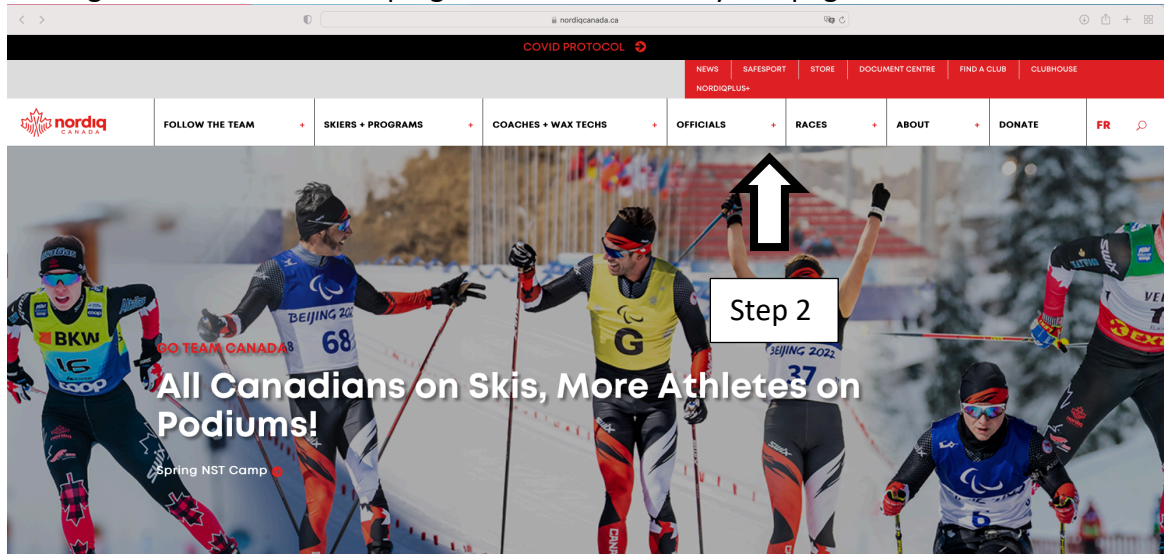 nordiqcanada.ca
COVID PROTOCOL
NEWS SAFESPORT STORE DOCUMENT CENTRE FIND A CLUB CLUBHOUSE
NORDIQPLUS+
nordiq CANADA FOLLOW THE TEAM + SKIERS + PROGRAMS + COACHES + WAX TECHS + OFFICIALS + RACES + ABOUT + DONATE FR
Step 2
BEIJING 202
68
G
BEIJING 2022
37
BKW
16
COOP
GO TEAM CANADA
All Canadians on Skis, More Athletes on
Podiums!
Spring NST Camp
6